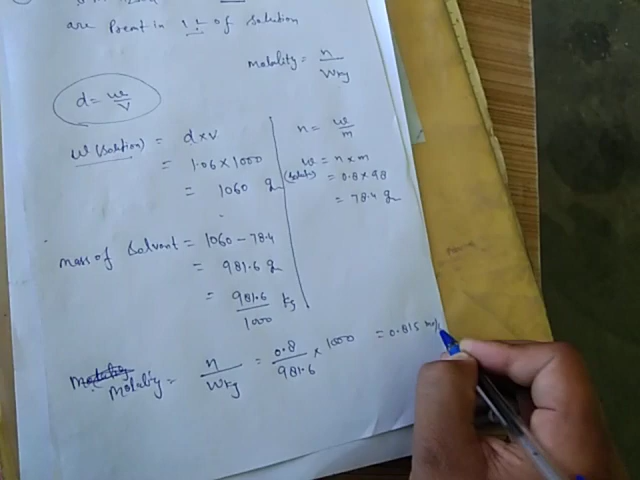 are Present in 1L of solution
molality = n / Wkg
d = w / v
w (solution) = d x v
= 1.06 x 1000
= 1060 g
n = w / m
w = n x m
(solute) = 0.8 x 98
= 78.4 g
mass of solvent = 1060 - 78.4
= 981.6 g
= 981.6 / 1000 kg
molality = n / Wkg = 0.8 / 981.6 x 1000 = 0.815